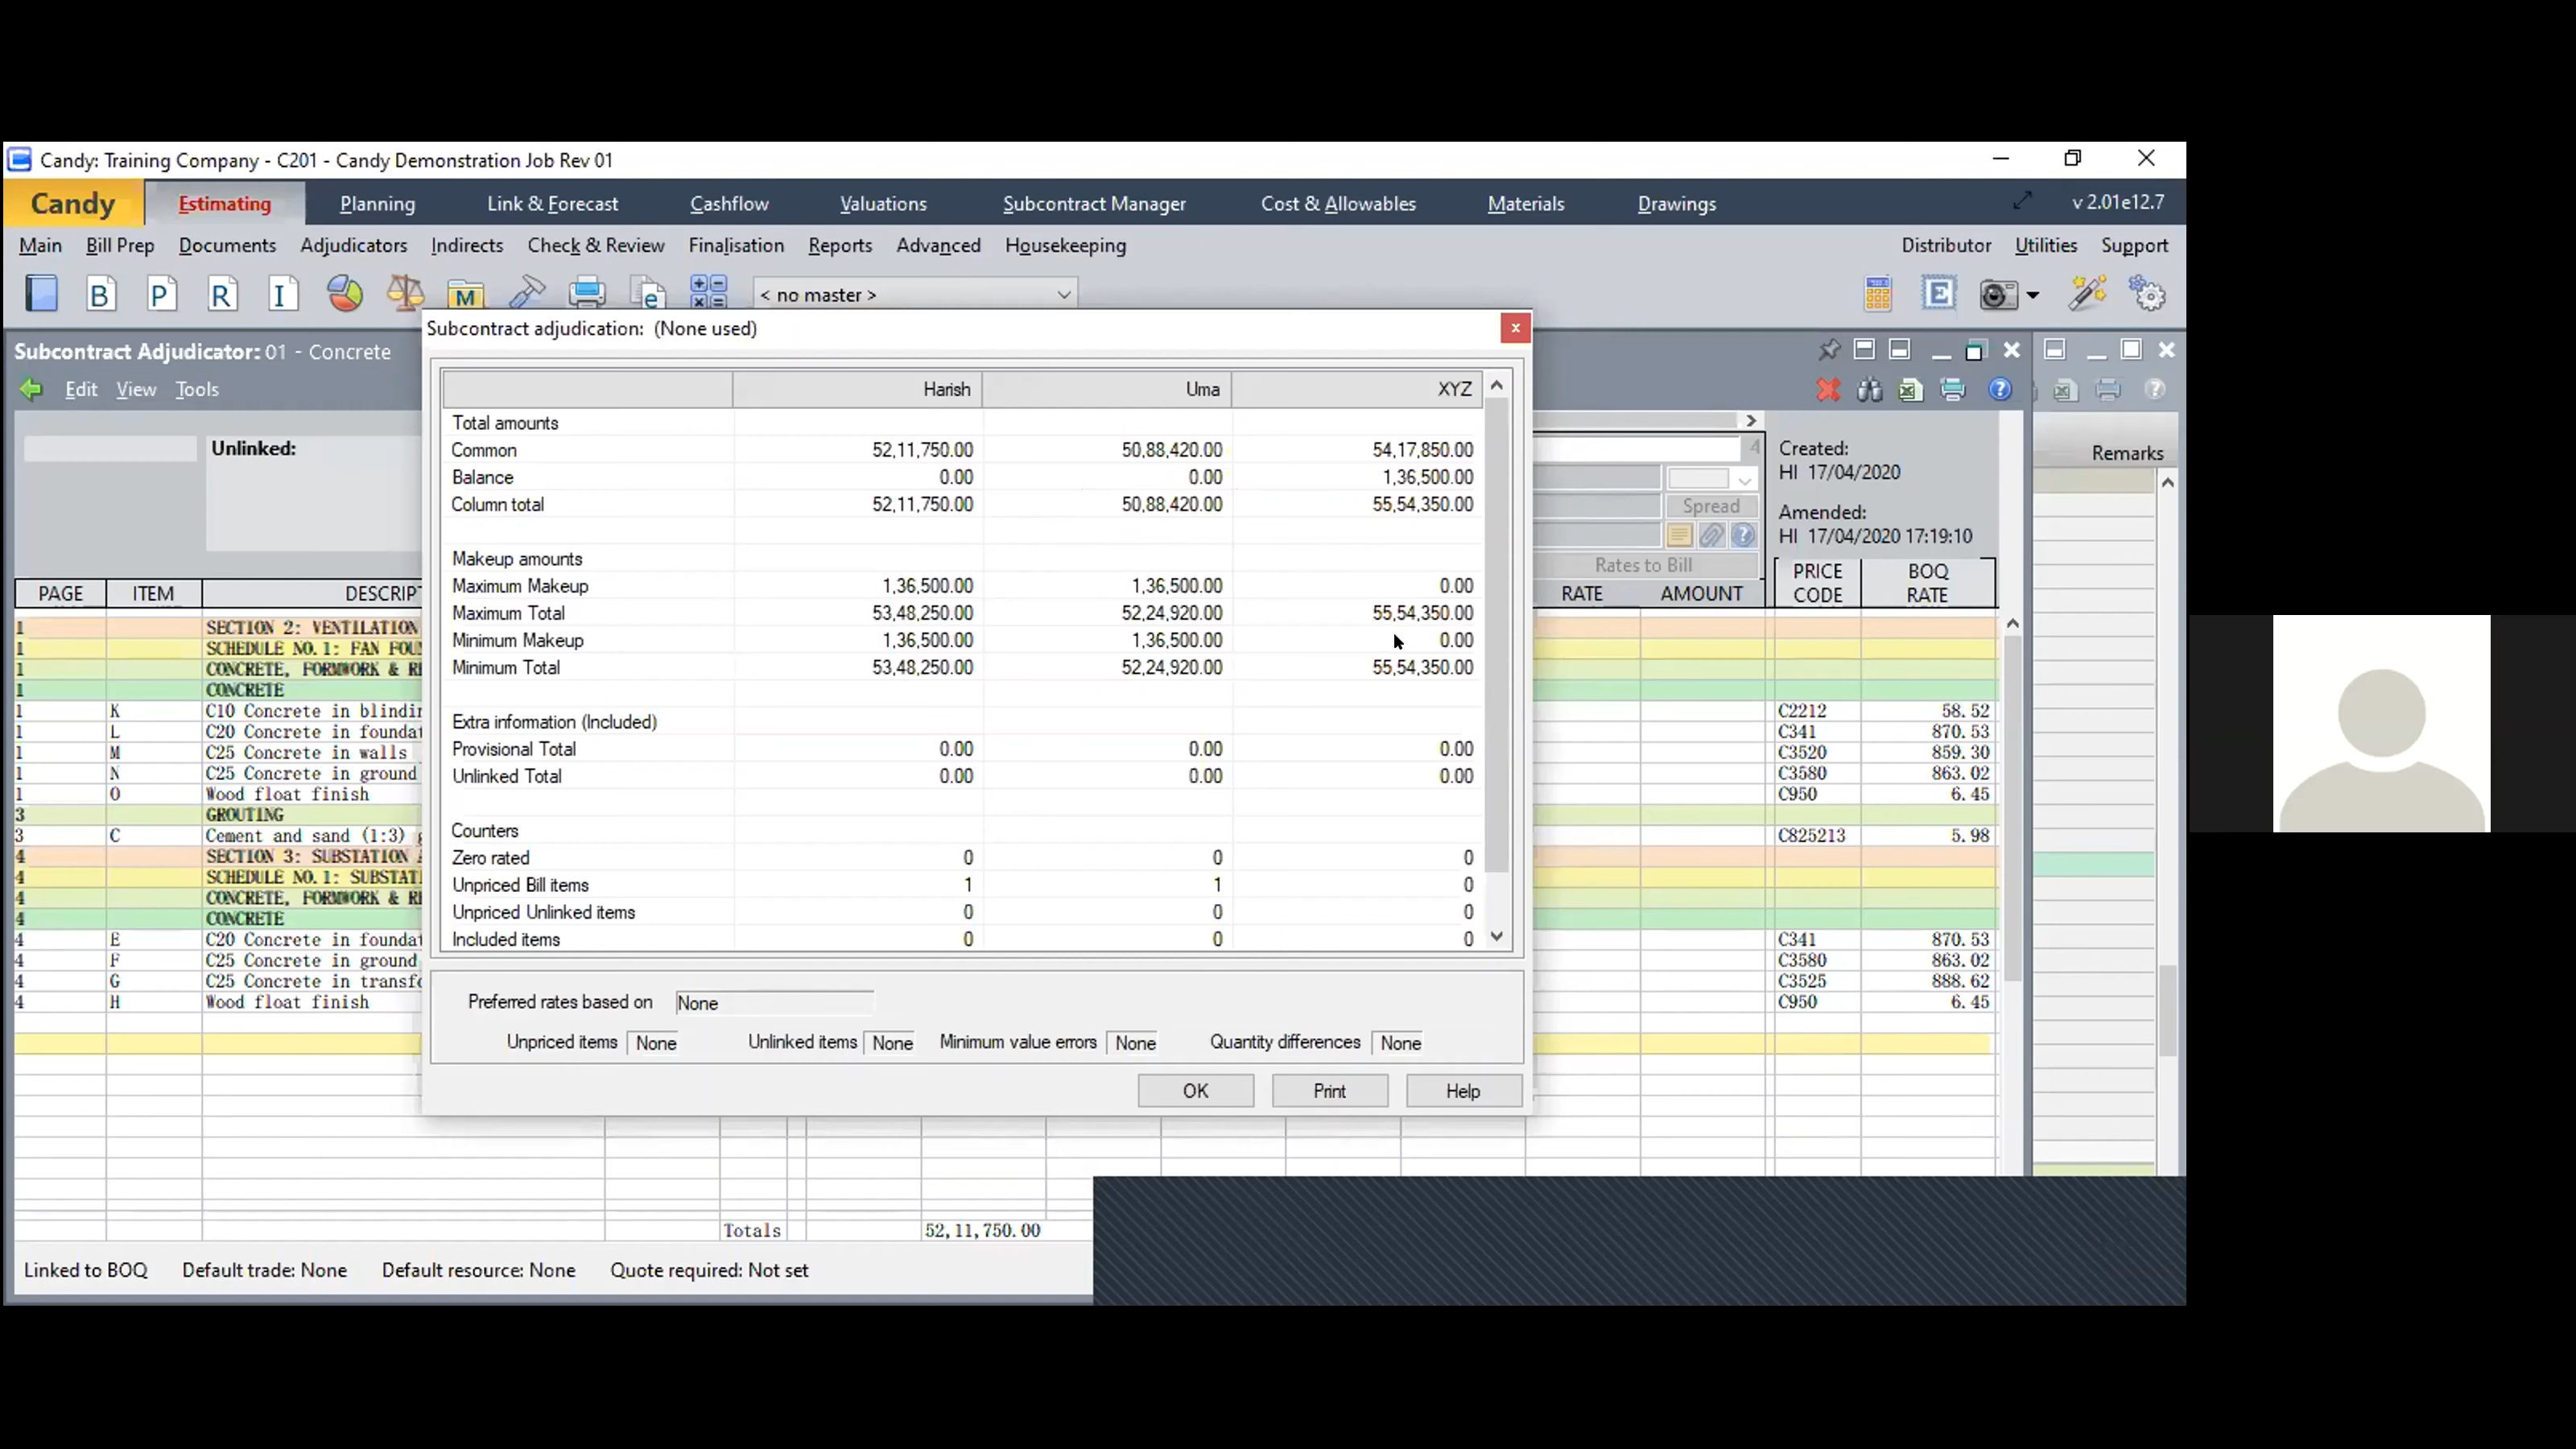 Candy: Training Company - C201 - Candy Demonstration Job Rev 01
Candy Estimating Planning Link & Forecast Cashflow Valuations Subcontract Manager Cost & Allowables Materials Drawings v 2.01e12.7
Main Bill Prep Documents Adjudicators Indirects Check & Review Finalisation Reports Advanced Housekeeping Distributor Utilities Support
B P R I M e < no master > E
Subcontract adjudication: (None used)
Subcontract Adjudicator: 01 - Concrete
Edit View Tools
Harish Uma XYZ
Total amounts
Common 52,11,750.00 50,88,420.00 54,17,850.00
Balance 0.00 0.00 1,36,500.00
Column total 52,11,750.00 50,88,420.00 55,54,350.00
Makeup amounts
Maximum Makeup 1,36,500.00 1,36,500.00 0.00
Maximum Total 53,48,250.00 52,24,920.00 55,54,350.00
Minimum Makeup 1,36,500.00 1,36,500.00 0.00
Minimum Total 53,48,250.00 52,24,920.00 55,54,350.00
Extra information (Included)
Provisional Total 0.00 0.00 0.00
Unlinked Total 0.00 0.00 0.00
Counters
Zero rated 0 0 0
Unpriced Bill items 1 1 0
Unpriced Unlinked items 0 0 0
Included items 0 0 0
Preferred rates based on None
Unpriced items None Unlinked items None Minimum value errors None Quantity differences None
OK Print Help
Unlinked:
4
Created:
HI 17/04/2020
Spread
Amended:
HI 17/04/2020 17:19:10
Rates to Bill
Remarks
PAGE ITEM RATE AMOUNT PRICE CODE BOQ RATE
1 SECTION 2: VENTILATION
1 SCHEDULE NO.1: FAN
1 CONCRETE, FORMWORK &
1 CONCRETE
1 K C10 Concrete in C2212 58.52
1 L C20 Concrete in C341 870.53
1 M C25 Concrete in walls C3520 859.30
1 N C25 Concrete in ground C3580 863.02
1 O Wood float finish C950 6.45
3 GROUTING
3 C Cement and sand (1:3) C825213 5.98
4 SECTION 3: SUBSTATION
4 SCHEDULE NO.1:
4 CONCRETE, FORMWORK &
4 CONCRETE
4 E C20 Concrete in C341 870.53
4 F C25 Concrete in ground C3580 863.02
4 G C25 Concrete in C3525 888.62
4 H Wood float finish C950 6.45
Totals 52,11,750.00
Linked to BOQ Default trade: None Default resource: None Quote required: Not set